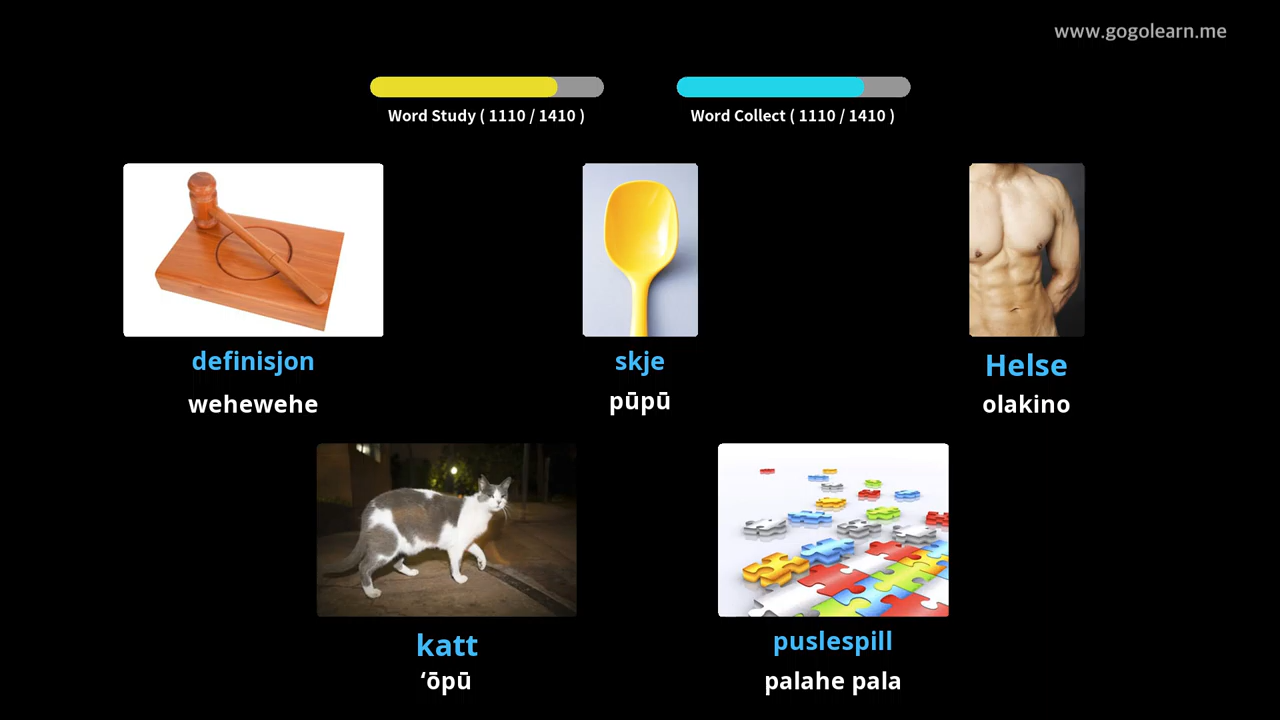 www.gogolearn.me
Word Study ( 1110 / 1410 )
Word Collect ( 1110 / 1410 )
definisjon
wehewehe
skje
pūpū
Helse
olakino
katt
ʻōpū
puslespill
palahe pala